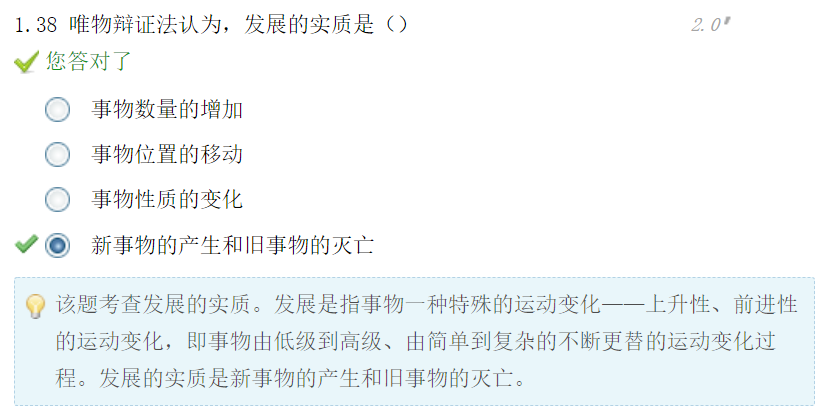 1.38 唯物辩证法认为，发展的实质是（） 2.0
您答对了
事物数量的增加
事物位置的移动
事物性质的变化
新事物的产生和旧事物的灭亡
该题考查发展的实质。发展是指事物一种特殊的运动变化——上升性、前进性
的运动变化，即事物由低级到高级、由简单到复杂的不断更替的运动变化过
程。发展的实质是新事物的产生和旧事物的灭亡。